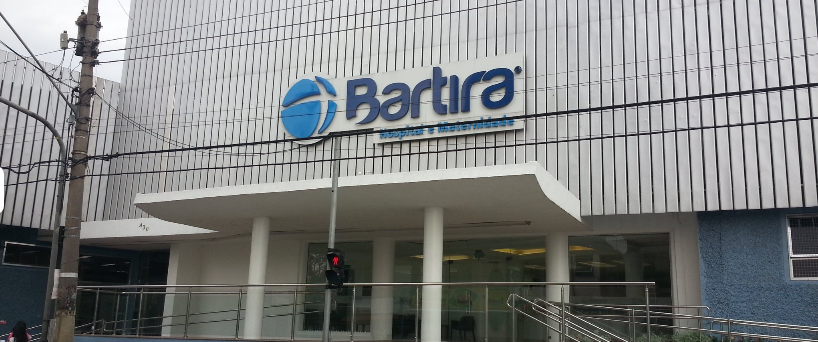 Bartira
Hospital e Maternidade